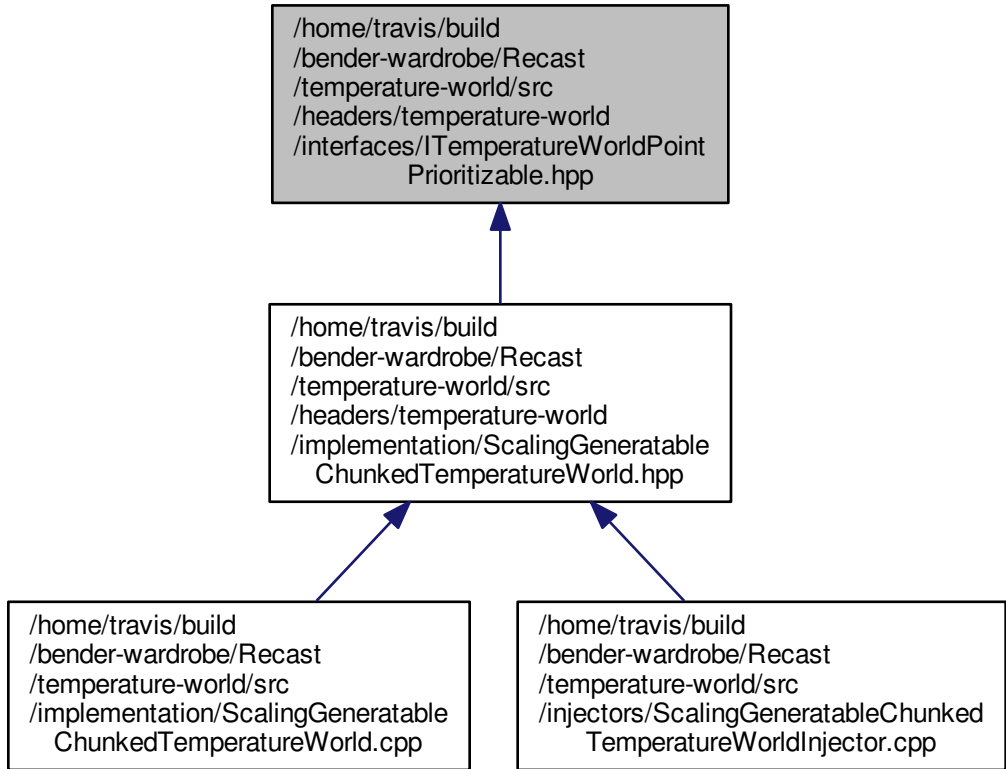 /home/travis/build
/bender-wardrobe/Recast
/temperature-world/src
/headers/temperature-world
/interfaces/ITemperatureWorldPoint
Prioritizable.hpp
/home/travis/build
/bender-wardrobe/Recast
/temperature-world/src
/headers/temperature-world
/implementation/ScalingGeneratable
ChunkedTemperatureWorld.hpp
/home/travis/build
/bender-wardrobe/Recast
/temperature-world/src
/implementation/ScalingGeneratable
ChunkedTemperatureWorld.cpp
/home/travis/build
/bender-wardrobe/Recast
/temperature-world/src
/injectors/ScalingGeneratableChunked
TemperatureWorldInjector.cpp